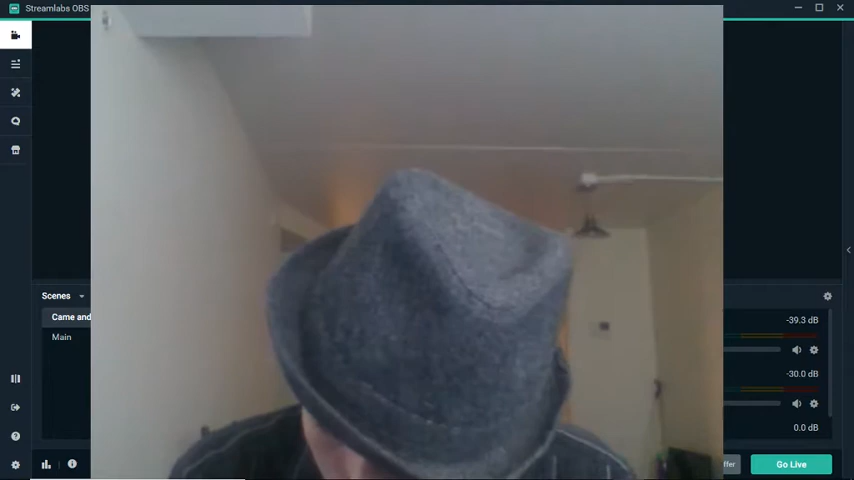 Streamlabs OBS
Scenes
Came and
-39.3 dB
Main
-30.0 dB
0.0 dB
ffer
Go Live